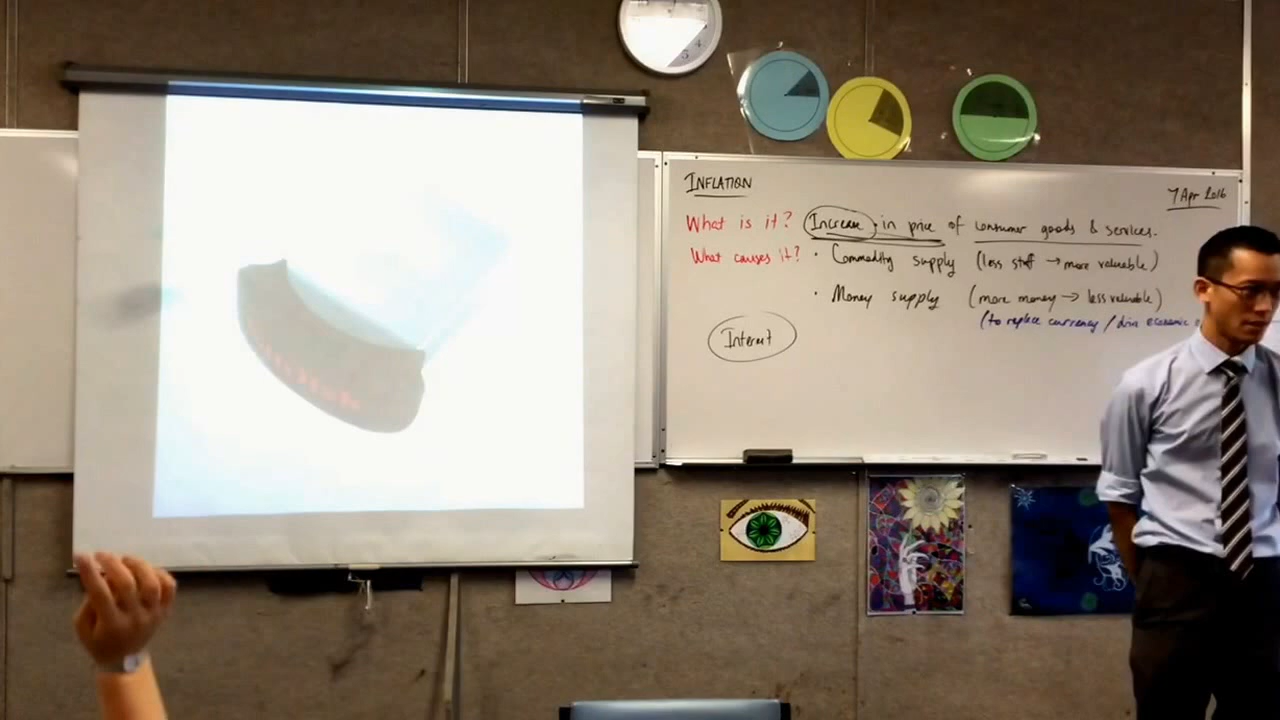 INFLATION
7 Apr 2016
What is it? Increase in price of consumer goods & services.
What causes it? • Commodity supply (less stuff → more valuable)
• Money supply (more money → less valuable)
(to replace currency / economic
Interest